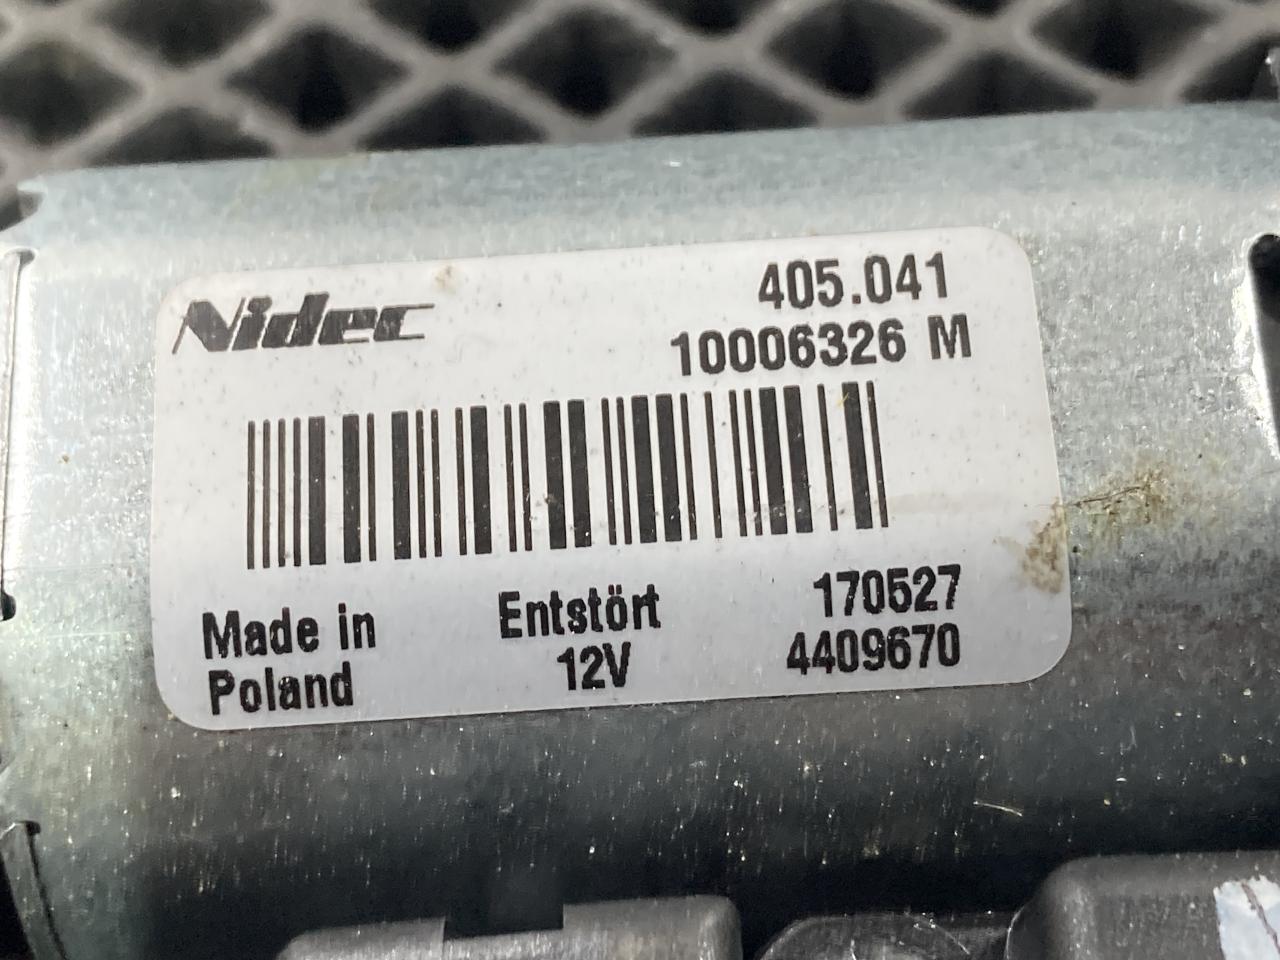 Nidec
405.041
10006326 M
Made in
Poland
Entstört
12V
170527
4409670